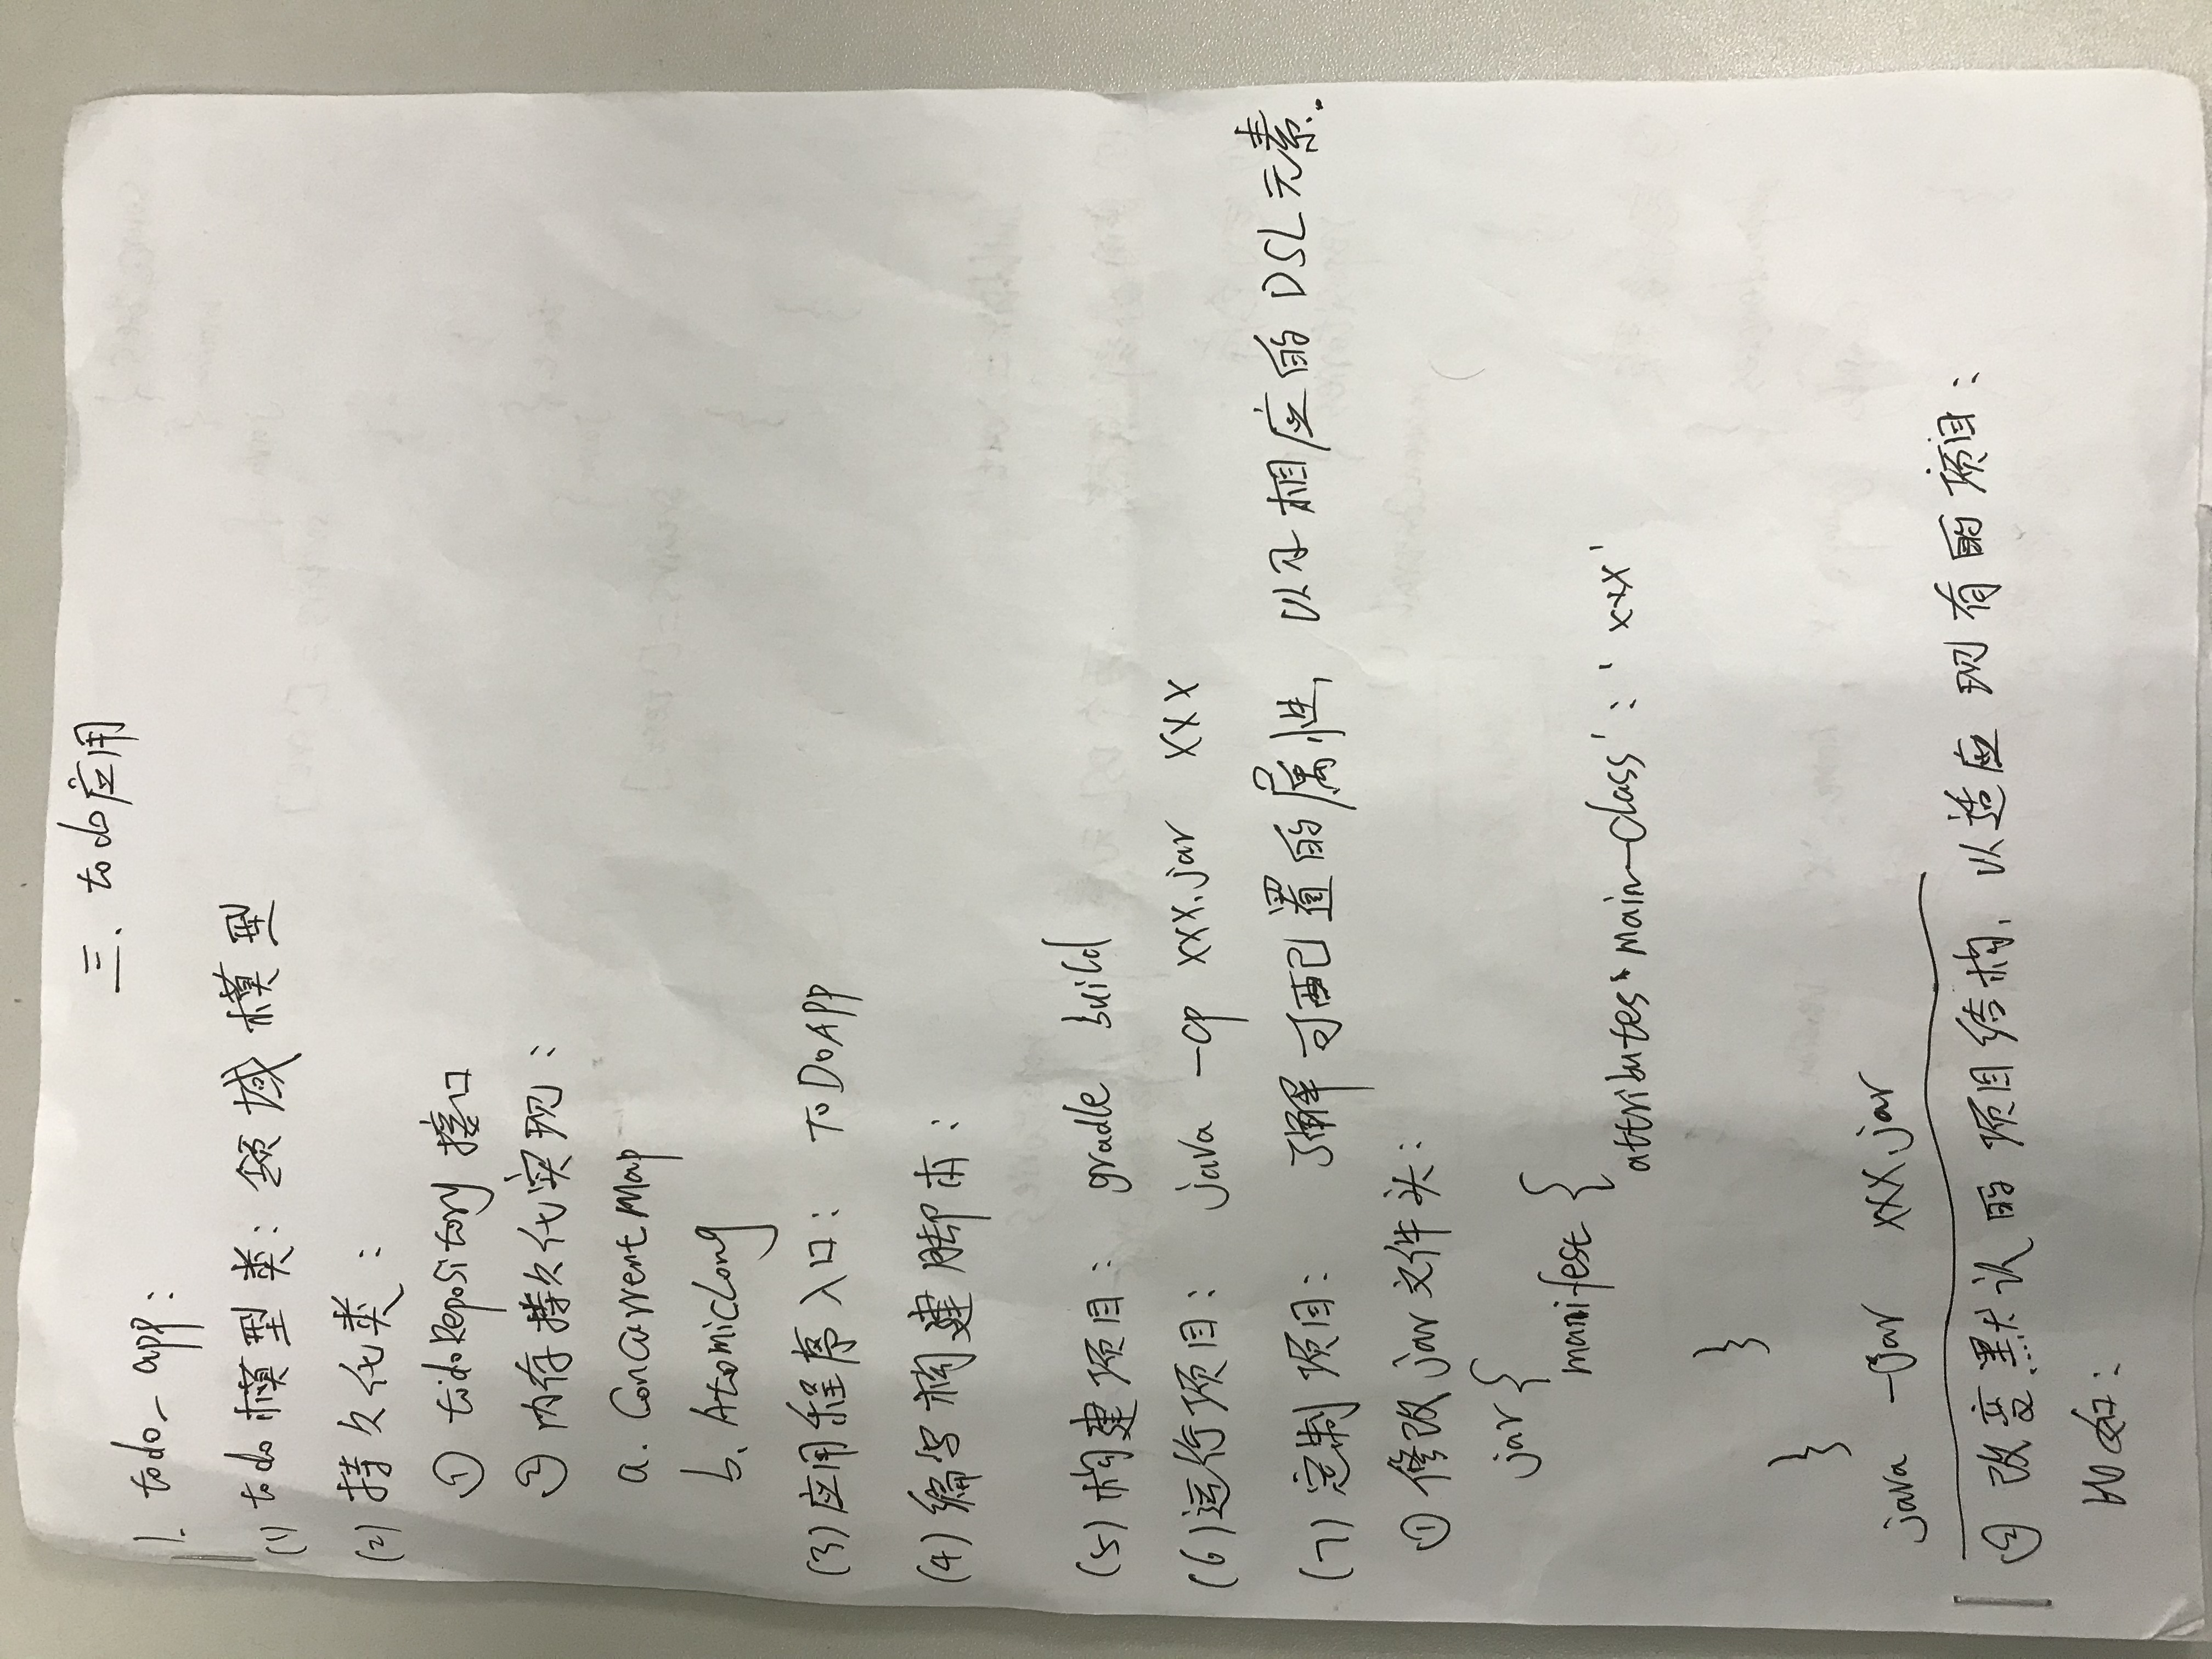 三、todo应用
1. todo_app:
(1) todo模型类：领域模型
(2) 持久化类：
① tidoRepository 接口
② 内存持久化实现：
a. ConcurrentMap
b. AtomicLong
(3) 应用程序入口： ToDoAPP
(4) 编写构建脚本：
(5) 构建项目： gradle build
(6) 运行项目： java -cp xxx.jar xxx
(7) 定制项目： 了解可配置的属性，以及相应的DSL元素.
① 修改jar文件头：
jar {
manifest {
attributes 'main-class' : 'xxx'
}
}
java -jar xxx.jar
② 改变默认的项目结构，以适应现有的项目：
比如：